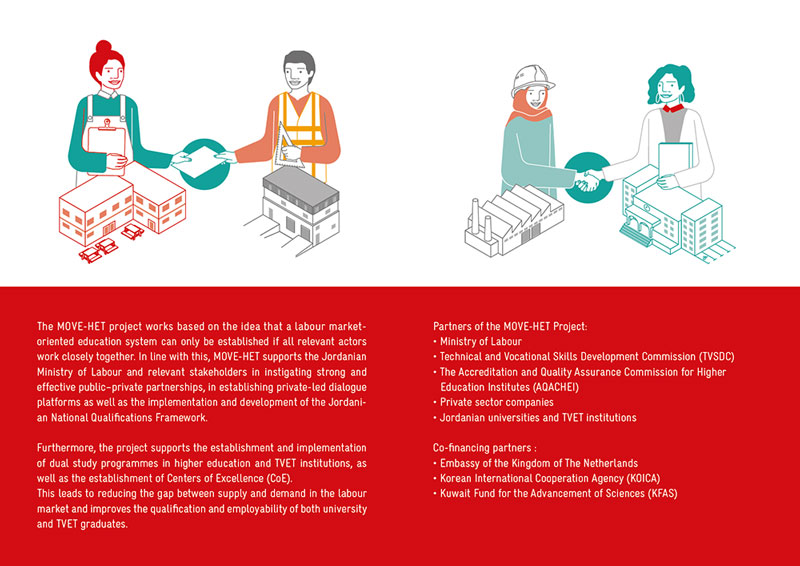 The MOVE-HET project works based on the idea that a labour market-
oriented education system can only be established if all relevant actors
work closely together. In line with this, MOVE-HET supports the Jordanian
Ministry of Labour and relevant stakeholders in instigating strong and
effective public–private partnerships, in establishing private-led dialogue
platforms as well as the implementation and development of the Jordani-
an National Qualifications Framework.
Furthermore, the project supports the establishment and implementation
of dual study programmes in higher education and TVET institutions, as
well as the establishment of Centers of Excellence (CoE).
This leads to reducing the gap between supply and demand in the labour
market and improves the qualification and employability of both university
and TVET graduates.
Partners of the MOVE-HET Project:
• Ministry of Labour
• Technical and Vocational Skills Development Commission (TVSDC)
• The Accreditation and Quality Assurance Commission for Higher
Education Institutes (AQACHEI)
• Private sector companies
• Jordanian universities and TVET institutions
Co-financing partners :
• Embassy of the Kingdom of The Netherlands
• Korean International Cooperation Agency (KOICA)
• Kuwait Fund for the Advancement of Sciences (KFAS)